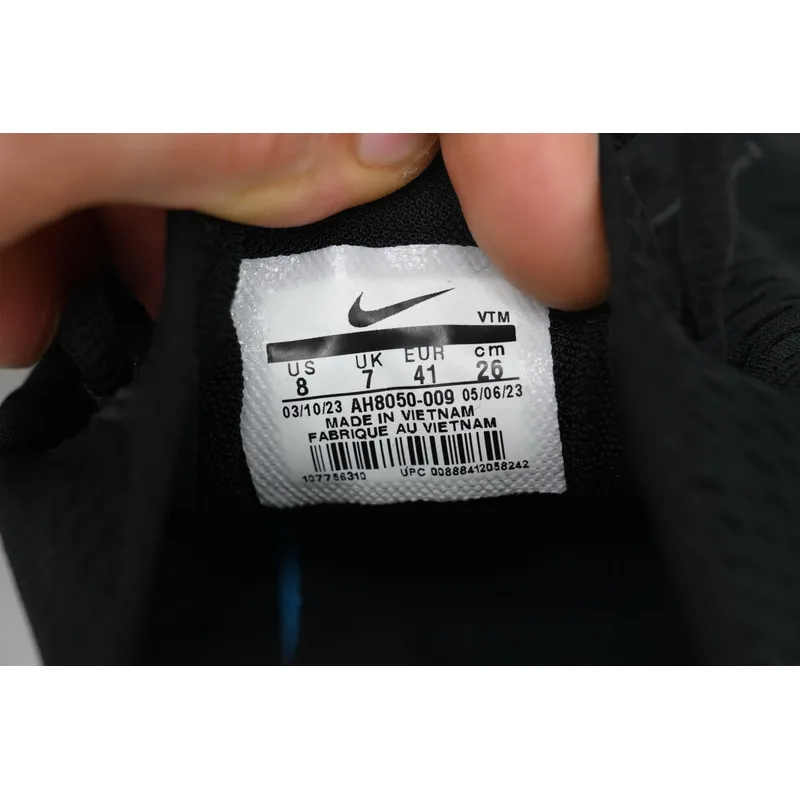 VTM
US UK EUR cm
8 7 41 26
03/10/23 AH8050-009 05/06/23
MADE IN VIETNAM
FABRIQUE AU VIETNAM
107756310 UPC 00888412058242